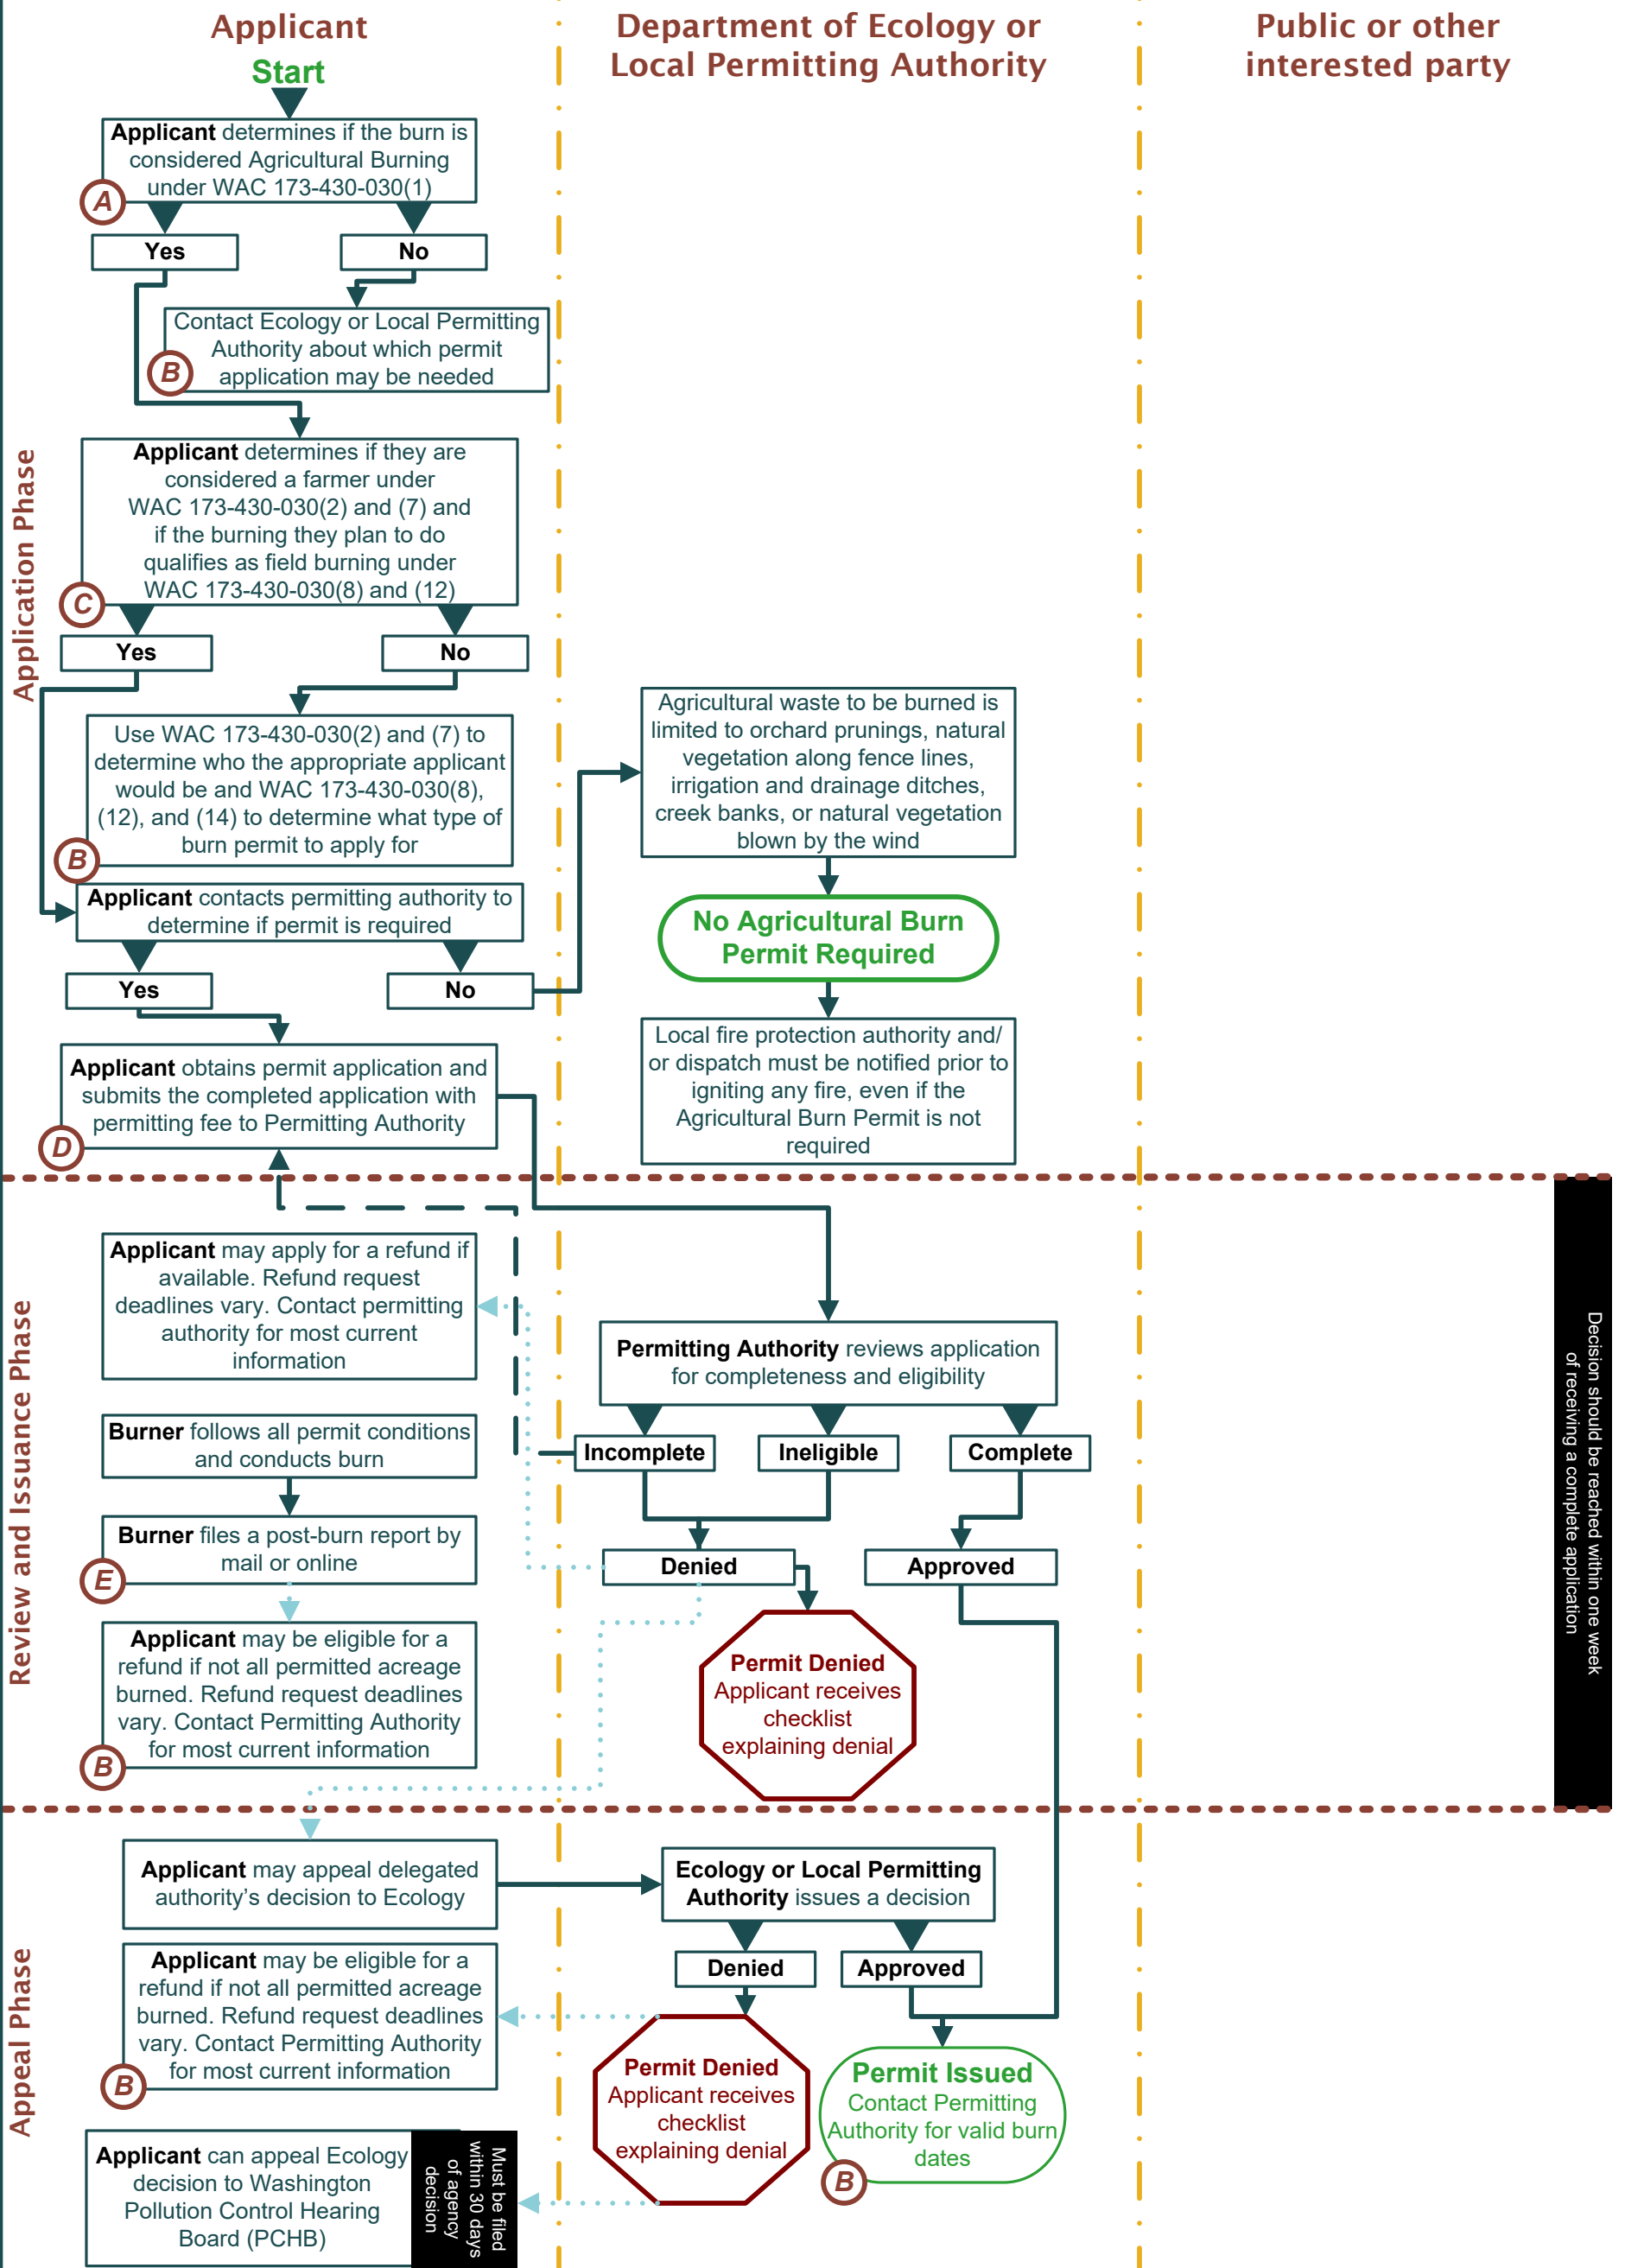 Applicant
Department of Ecology or
Local Permitting Authority
Public or other
interested party
Start
Application Phase
Applicant determines if the burn is
considered Agricultural Burning
under WAC 173-430-030(1)
A
Yes
No
Contact Ecology or Local Permitting
Authority about which permit
application may be needed
B
Applicant determines if they are
considered a farmer under
WAC 173-430-030(2) and (7) and
if the burning they plan to do
qualifies as field burning under
WAC 173-430-030(8) and (12)
C
Yes
No
Use WAC 173-430-030(2) and (7) to
determine who the appropriate applicant
would be and WAC 173-430-030(8),
(12), and (14) to determine what type of
burn permit to apply for
B
Applicant contacts permitting authority to
determine if permit is required
Yes
No
Agricultural waste to be burned is
limited to orchard prunings, natural
vegetation along fence lines,
irrigation and drainage ditches,
creek banks, or natural vegetation
blown by the wind
No Agricultural Burn
Permit Required
Local fire protection authority and/
or dispatch must be notified prior to
igniting any fire, even if the
Agricultural Burn Permit is not
required
Applicant obtains permit application and
submits the completed application with
permitting fee to Permitting Authority
D
Review and Issuance Phase
Applicant may apply for a refund if
available. Refund request
deadlines vary. Contact permitting
authority for most current
information
Permitting Authority reviews application
for completeness and eligibility
Incomplete
Ineligible
Complete
Denied
Approved
Permit Denied
Applicant receives
checklist
explaining denial
Burner follows all permit conditions
and conducts burn
Burner files a post-burn report by
mail or online
E
Applicant may be eligible for a
refund if not all permitted acreage
burned. Refund request deadlines
vary. Contact Permitting Authority
for most current information
B
Decision should be reached within one week
of receiving a complete application
Appeal Phase
Applicant may appeal delegated
authority's decision to Ecology
Ecology or Local Permitting
Authority issues a decision
Denied
Approved
Applicant may be eligible for a
refund if not all permitted acreage
burned. Refund request deadlines
vary. Contact Permitting Authority
for most current information
B
Permit Denied
Applicant receives
checklist
explaining denial
Permit Issued
Contact Permitting
Authority for valid burn
dates
B
Applicant can appeal Ecology
decision to Washington
Pollution Control Hearing
Board (PCHB)
Must be filed
within 30 days
of agency
decision